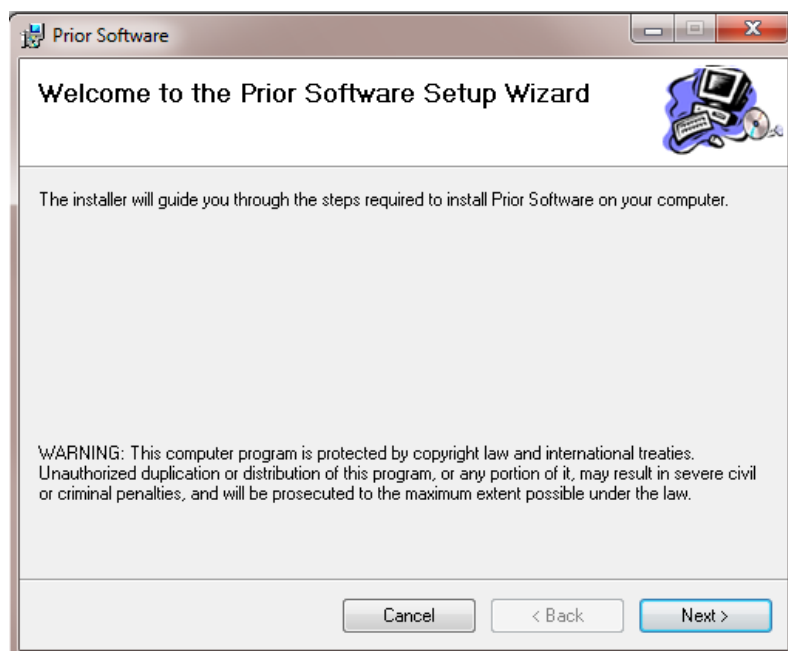 Prior Software
Welcome to the Prior Software Setup Wizard
The installer will guide you through the steps required to install Prior Software on your computer.
WARNING: This computer program is protected by copyright law and international treaties.
Unauthorized duplication or distribution of this program, or any portion of it, may result in severe civil
or criminal penalties, and will be prosecuted to the maximum extent possible under the law.
Cancel
< Back
Next >